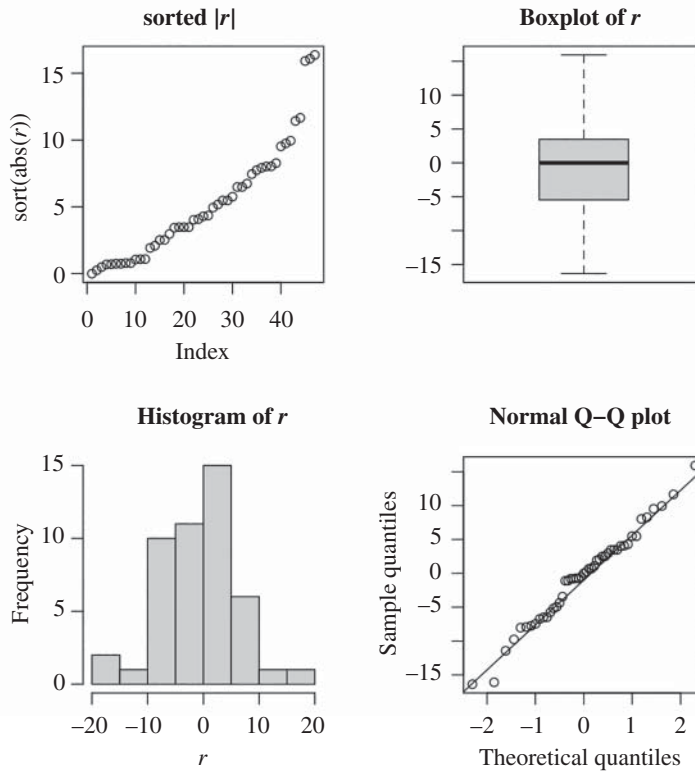 sorted |r|
sort(abs(r))
15
10
5
0
0 10 20 30 40
Index
Boxplot of r
10
5
0
−5
−15
Histogram of r
Frequency
15
10
5
0
−20 −10 0 10 20
r
Normal Q−Q plot
Sample quantiles
10
5
0
−5
−15
−2 −1 0 1 2
Theoretical quantiles